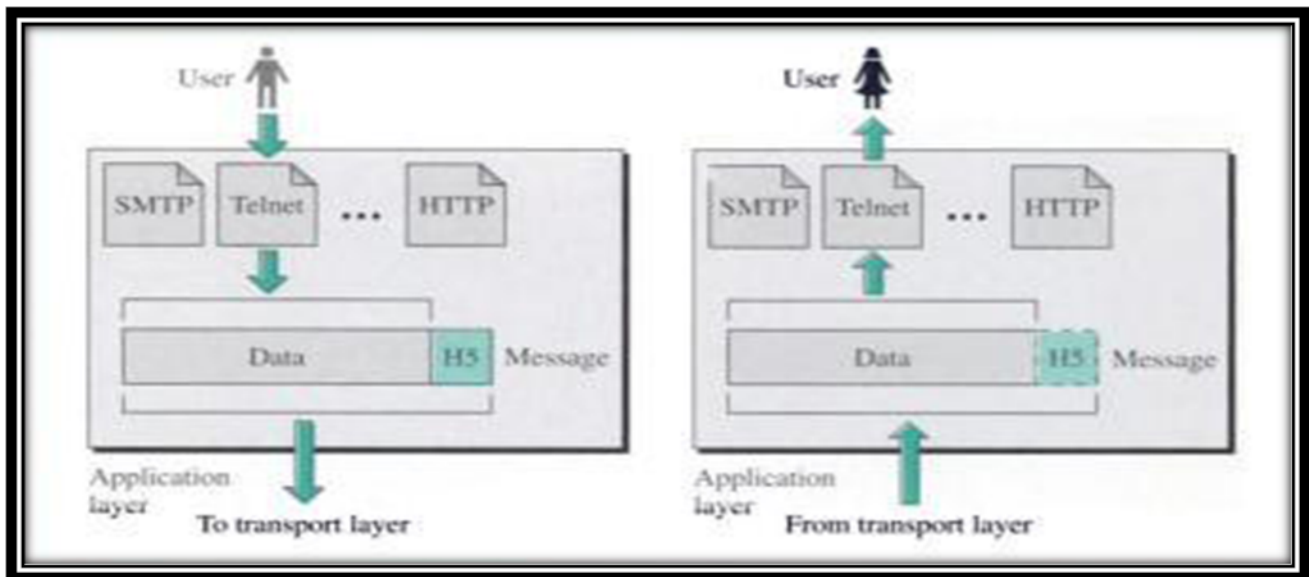 User
SMTP
Telnet
...
HTTP
Data
H5
Message
Application
layer
To transport layer
User
SMTP
Telnet
...
HTTP
Data
H5
Message
Application
layer
From transport layer